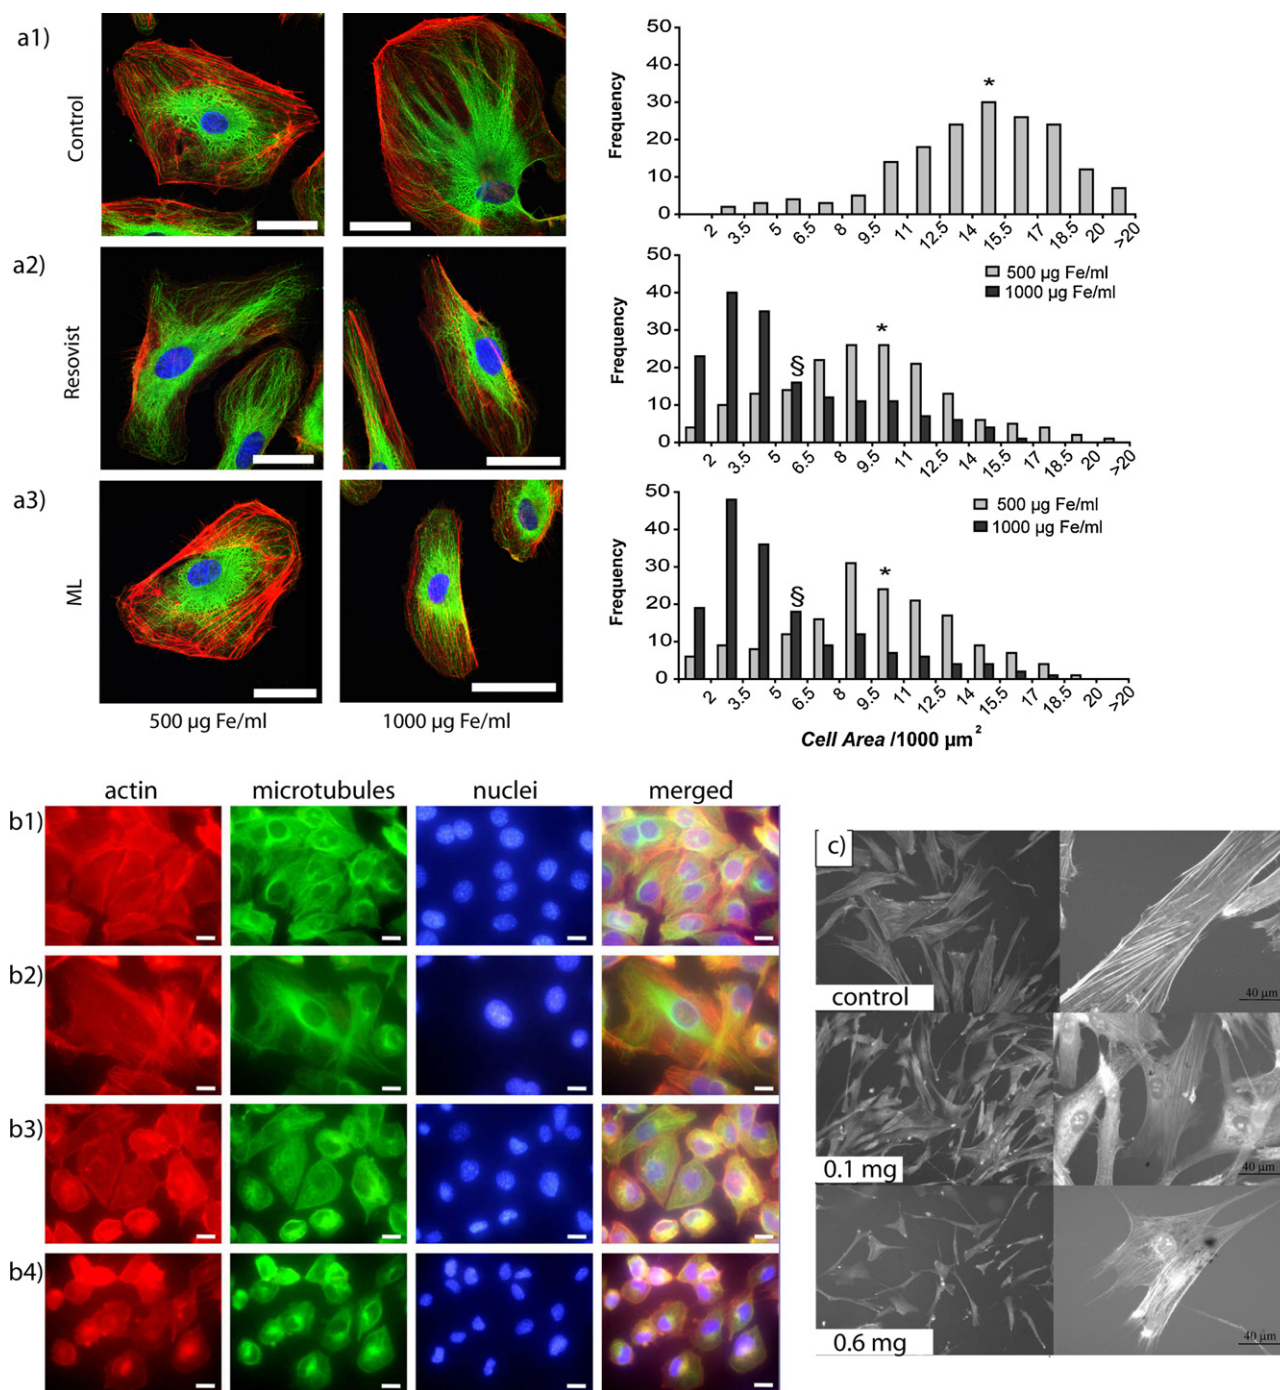 a1)
Control
a2)
Resovist
a3)
ML
500 µg Fe/ml
1000 µg Fe/ml
50
40
30
20
10
0
Frequency
*
2
3.5
5
6.5
8
9.5
11
12.5
14
15.5
17
18.5
20
>20
50
40
30
20
10
0
Frequency
500 µg Fe/ml
1000 µg Fe/ml
§
*
2
3.5
5
6.5
8
9.5
11
12.5
14
15.5
17
18.5
20
>20
50
40
30
20
10
0
Frequency
500 µg Fe/ml
1000 µg Fe/ml
§
*
2
3.5
5
6.5
8
9.5
11
12.5
14
15.5
17
18.5
20
>20
Cell Area /1000 µm²
actin microtubules nuclei merged
b1)
b2)
b3)
b4)
c)
control
40 µm
0.1 mg
40 µm
0.6 mg
40 µm